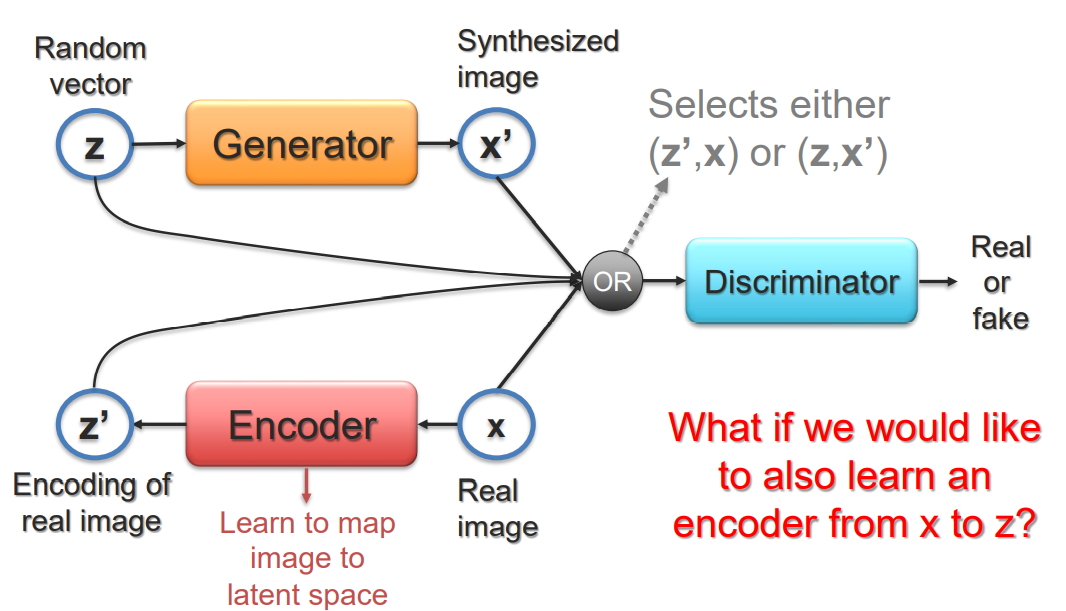 Random
vector
z
Generator
Synthesized
image
x’
Selects either
(z’,x) or (z,x’)
OR
Discriminator
Real
or
fake
z’
Encoding of
real image
Encoder
Learn to map
image to
latent space
x
Real
image
What if we would like
to also learn an
encoder from x to z?